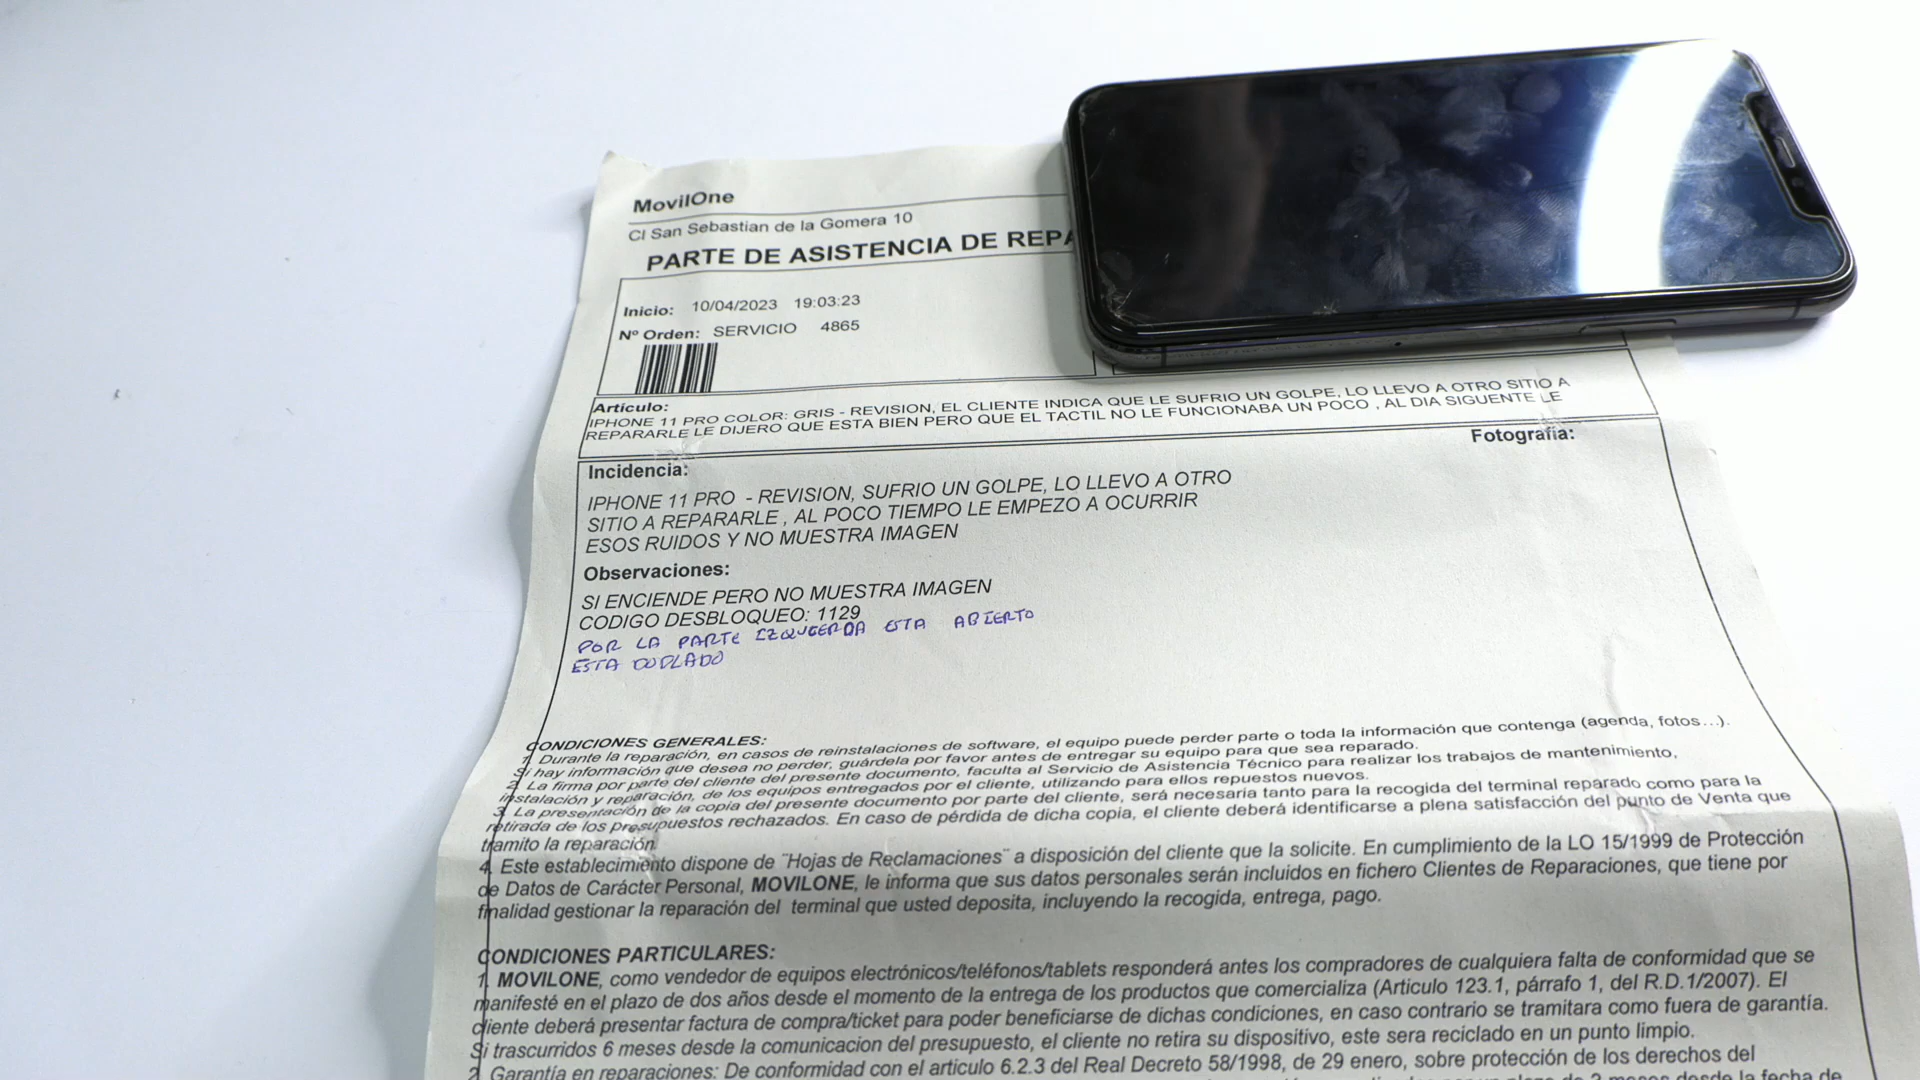 MovilOne
Cl San Sebastian de la Gomera 10
PARTE DE ASISTENCIA DE REPA
Inicio: 10/04/2023 19:03:23
Nº Orden: SERVICIO 4865
Artículo:
IPHONE 11 PRO COLOR: GRIS - REVISION, EL CLIENTE INDICA QUE LE SUFRIO UN GOLPE, LO LLEVO A OTRO SITIO A
REPARARLE LE DIJERO QUE ESTA BIEN PERO QUE EL TACTIL NO LE FUNCIONABA UN POCO , AL DIA SIGUENTE LE
Fotografía:
Incidencia:
IPHONE 11 PRO - REVISION, SUFRIO UN GOLPE, LO LLEVO A OTRO
SITIO A REPARARLE , AL POCO TIEMPO LE EMPEZO A OCURRIR
ESOS RUIDOS Y NO MUESTRA IMAGEN
Observaciones:
SI ENCIENDE PERO NO MUESTRA IMAGEN
CODIGO DESBLOQUEO: 1129
POR LA PARTE IZQUERDA ESTA ABIERTO
ESTA DOPLADO
CONDICIONES GENERALES:
1. Durante la reparación, en casos de reinstalaciones de software, el equipo puede perder parte o toda la información que contenga (agenda, fotos...).
Si hay información que desea no perder, guárdela por favor antes de entregar su equipo para que sea reparado.
2. La firma por parte del cliente del presente documento, faculta al Servicio de Asistencia Técnico para realizar los trabajos de mantenimiento,
instalación y reparación, de los equipos entregados por el cliente, utilizando para ellos repuestos nuevos.
3. La presentación de la copia del presente documento por parte del cliente, será necesaria tanto para la recogida del terminal reparado como para la
retirada de los presupuestos rechazados. En caso de pérdida de dicha copia, el cliente deberá identificarse a plena satisfacción del punto de Venta que
tramito la reparación.
4. Este establecimiento dispone de ¨Hojas de Reclamaciones¨ a disposición del cliente que la solicite. En cumplimiento de la LO 15/1999 de Protección
de Datos de Carácter Personal, MOVILONE, le informa que sus datos personales serán incluidos en fichero Clientes de Reparaciones, que tiene por
finalidad gestionar la reparación del terminal que usted deposita, incluyendo la recogida, entrega, pago.
CONDICIONES PARTICULARES:
1. MOVILONE, como vendedor de equipos electrónicos/teléfonos/tablets responderá antes los compradores de cualquiera falta de conformidad que se
manifesté en el plazo de dos años desde el momento de la entrega de los productos que comercializa (Articulo 123.1, párrafo 1, del R.D.1/2007). El
cliente deberá presentar factura de compra/ticket para poder beneficiarse de dichas condiciones, en caso contrario se tramitara como fuera de garantía.
Si trascurridos 6 meses desde la comunicacion del presupuesto, el cliente no retira su dispositivo, este sera reciclado en un punto limpio.
2. Garantía en reparaciones: De conformidad con el articulo 6.2.3 del Real Decreto 58/1998, de 29 enero, sobre protección de los derechos del